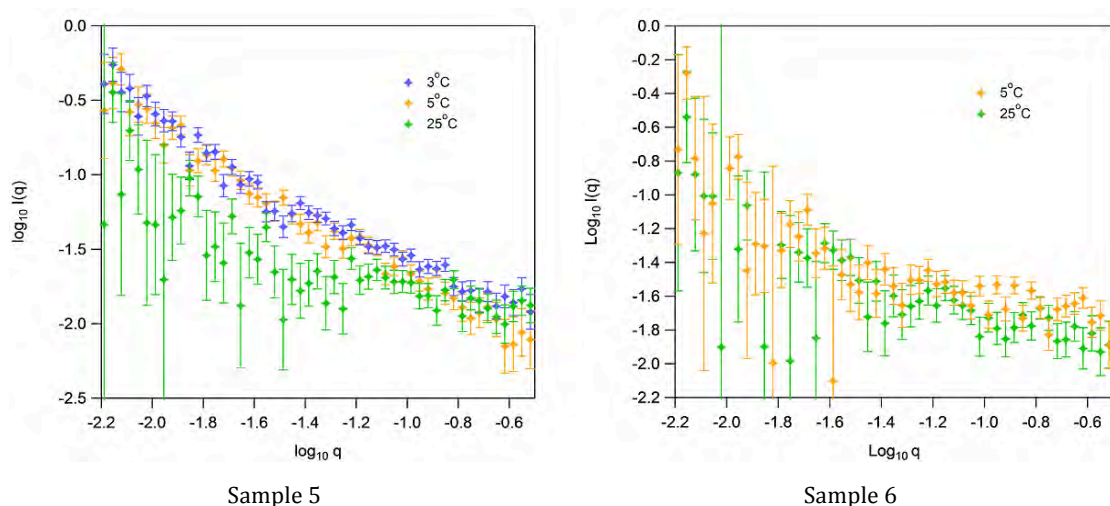 0.0
-0.5
-1.0
-1.5
-2.0
-2.5
log₁₀ I(q)
3°C
5°C
25°C
-2.2 -2.0 -1.8 -1.6 -1.4 -1.2 -1.0 -0.8 -0.6
log₁₀ q
Sample 5
0.0
-0.2
-0.4
-0.6
-0.8
-1.0
-1.2
-1.4
-1.6
-1.8
-2.0
-2.2
Log₁₀ I(q)
5°C
25°C
-2.2 -2.0 -1.8 -1.6 -1.4 -1.2 -1.0 -0.8 -0.6
Log₁₀ q
Sample 6